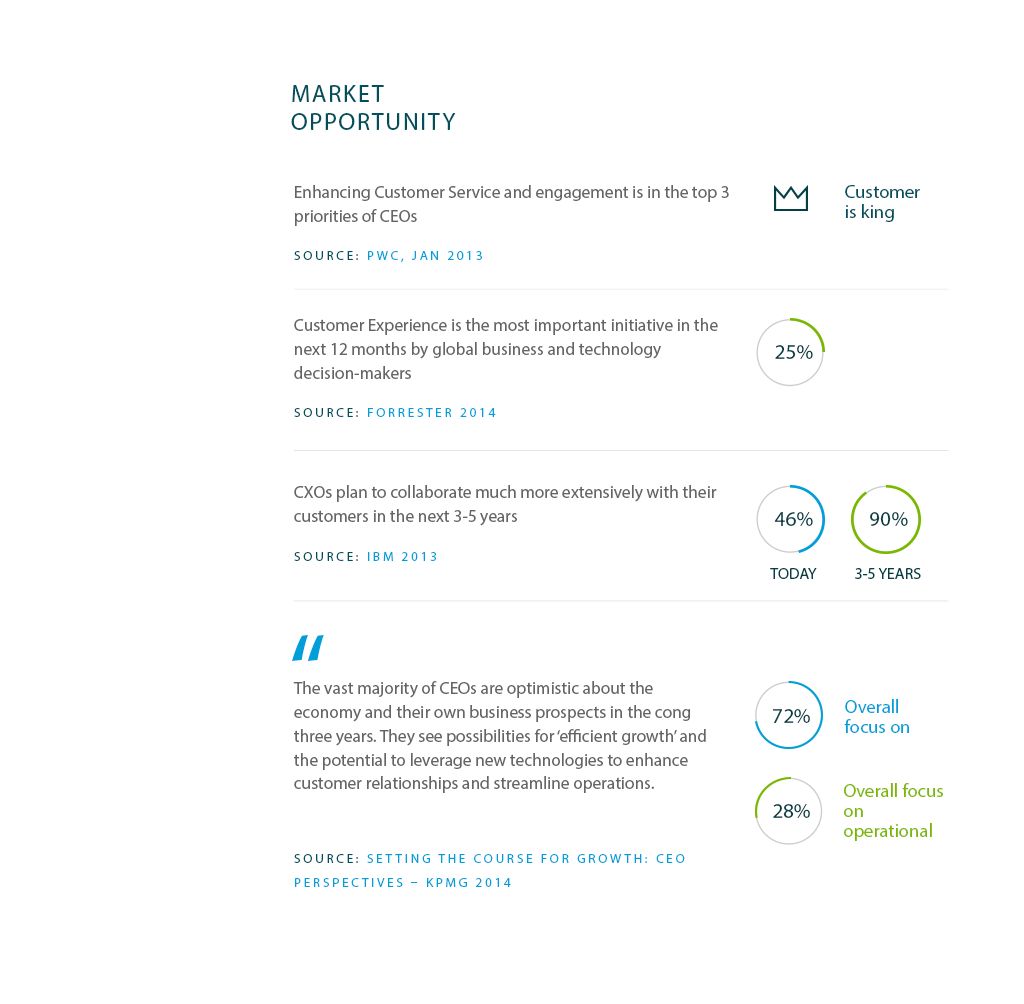 MARKET
OPPORTUNITY
Enhancing Customer Service and engagement is in the top 3
priorities of CEOs
SOURCE: PWC, JAN 2013
Customer
is king
Customer Experience is the most important initiative in the
next 12 months by global business and technology
decision-makers
SOURCE: FORRESTER 2014
25%
CXOs plan to collaborate much more extensively with their
customers in the next 3-5 years
SOURCE: IBM 2013
46%
TODAY
90%
3-5 YEARS
“
The vast majority of CEOs are optimistic about the
economy and their own business prospects in the cong
three years. They see possibilities for ‘efficient growth’ and
the potential to leverage new technologies to enhance
customer relationships and streamline operations.
SOURCE: SETTING THE COURSE FOR GROWTH: CEO
PERSPECTIVES – KPMG 2014
72%
Overall
focus on
28%
Overall focus
on
operational